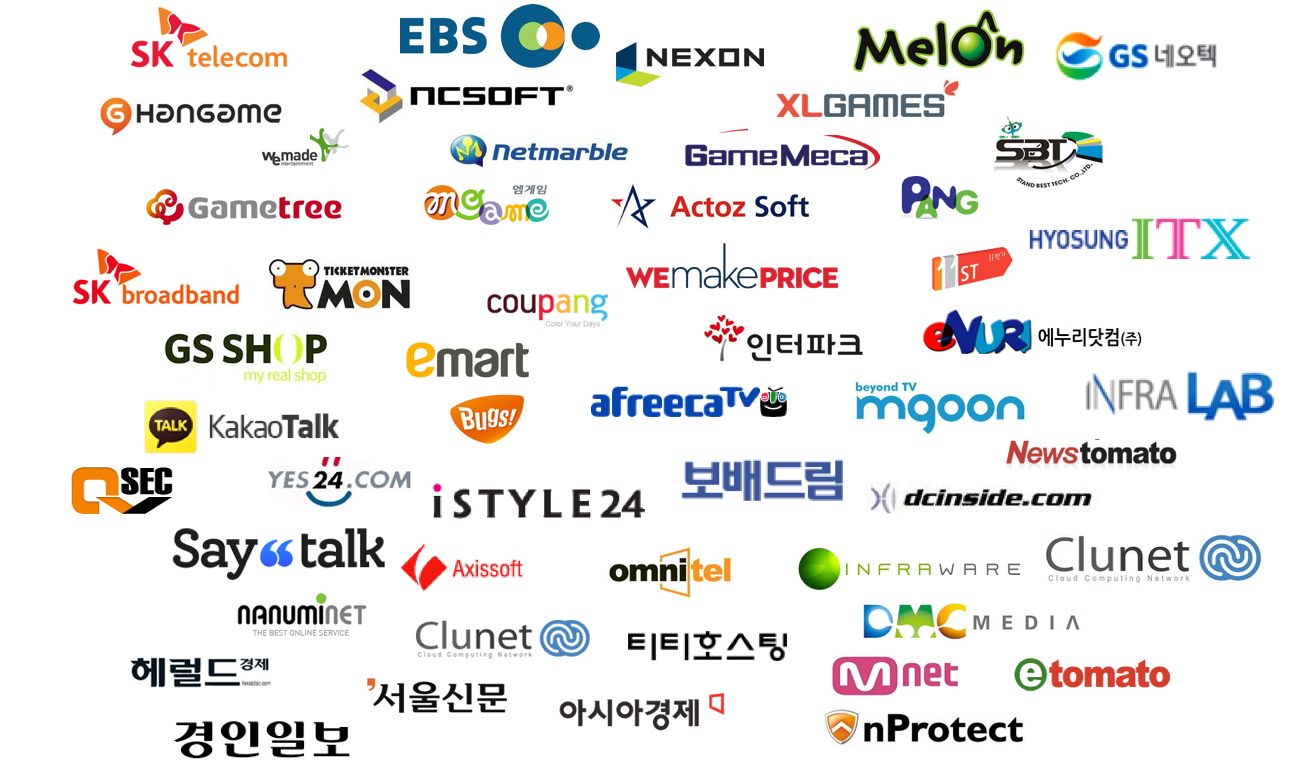 SK telecom
EBS
NEXON
Melon
GS 네오텍
HANGAME
NCSOFT®
XLGAMES
Wemade
entertainment
Netmarble
GameMeca
SBT
STAND BEST TECH. CO.,LTD.
Gametree
엠게임
mgame
Actoz Soft
PANG
HYOSUNG ITX
SK broadband
TICKETMONSTER
TMON
coupang
Color Your Days
WEmakePRICE
11번가
11ST
GS SHOP
my real shop
emart
인터파크
eNURI 에누리닷컴(주)
TALK KakaoTalk
Bugs!
afreecaTV
beyond TV
mgoon
INFRA LAB
QSEC
YES24.COM
iSTYLE24
보배드림
Newstomato
dcinside.com
Say talk
Axissoft
omnitel
INFRAWARE
Clunet
Cloud Computing Network
NANUMINET
THE BEST ONLINE SERVICE
Clunet
Cloud Computing Network
티티호스팅
DMC MEDIA
헤럴드경제
heraldbiz.com
서울신문
아시아경제
Mnet
etomato
경인일보
nProtect